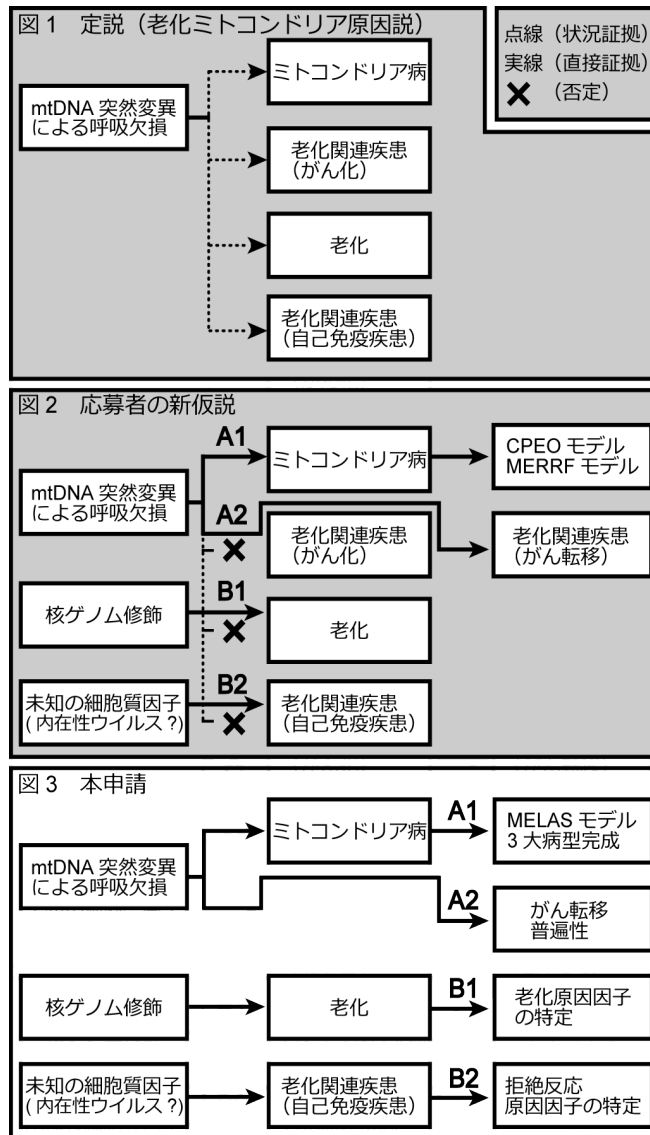 図1 定説（老化ミトコンドリア原因説）
点線（状況証拠）
実線（直接証拠）
✕ （否定）
mtDNA 突然変異
による呼吸欠損
ミトコンドリア病
老化関連疾患
（がん化）
老化
老化関連疾患
（自己免疫疾患）
図2 応募者の新仮説
A1
mtDNA 突然変異
による呼吸欠損
ミトコンドリア病
CPEO モデル
MERRF モデル
A2
✕
老化関連疾患
（がん化）
老化関連疾患
（がん転移）
核ゲノム修飾
B1
✕
老化
未知の細胞質因子
(内在性ウイルス?)
B2
✕
老化関連疾患
（自己免疫疾患）
図3 本申請
mtDNA 突然変異
による呼吸欠損
ミトコンドリア病
A1
MELAS モデル
3 大病型完成
A2
がん転移
普遍性
核ゲノム修飾
老化
B1
老化原因因子
の特定
未知の細胞質因子
(内在性ウイルス?)
老化関連疾患
（自己免疫疾患）
B2
拒絶反応
原因因子の特定